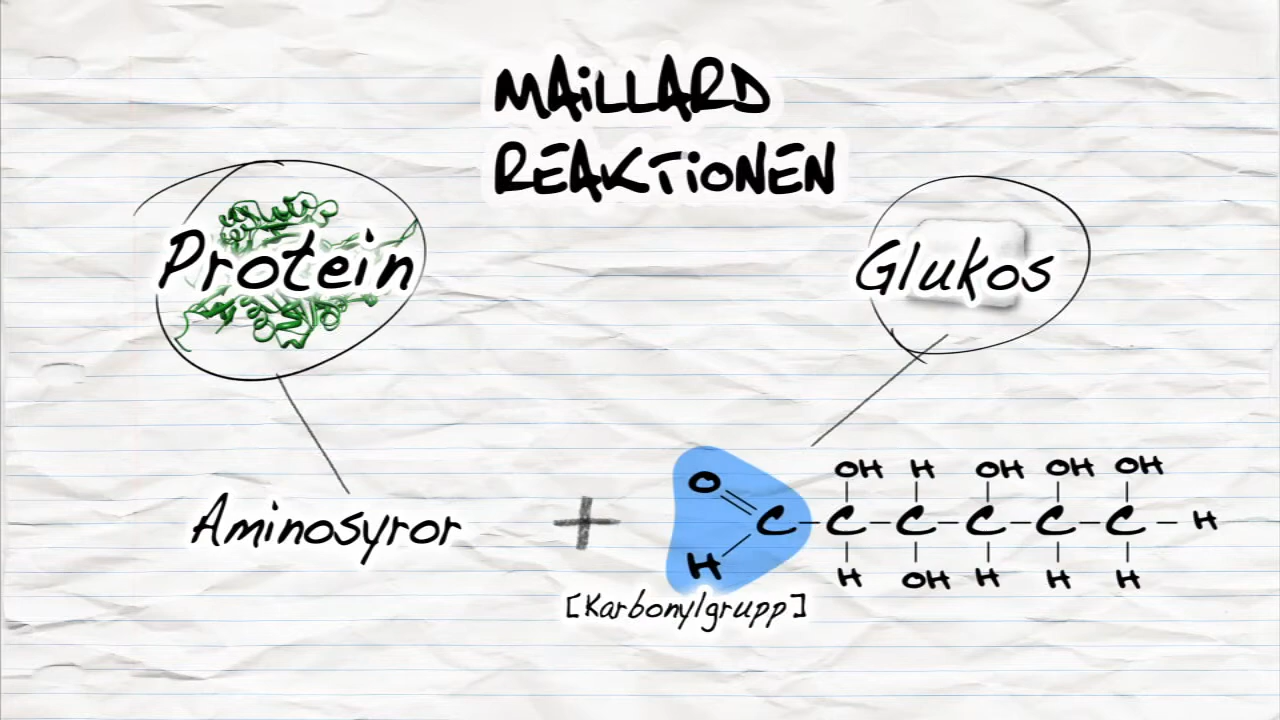 MAiLLARD
REAKTiONEN
Protein
Glukos
Aminosyror
+
OH H OH OH OH
O
C-C-C-C-C-C-H
H
H OH H H H
[Karbonylgrupp]